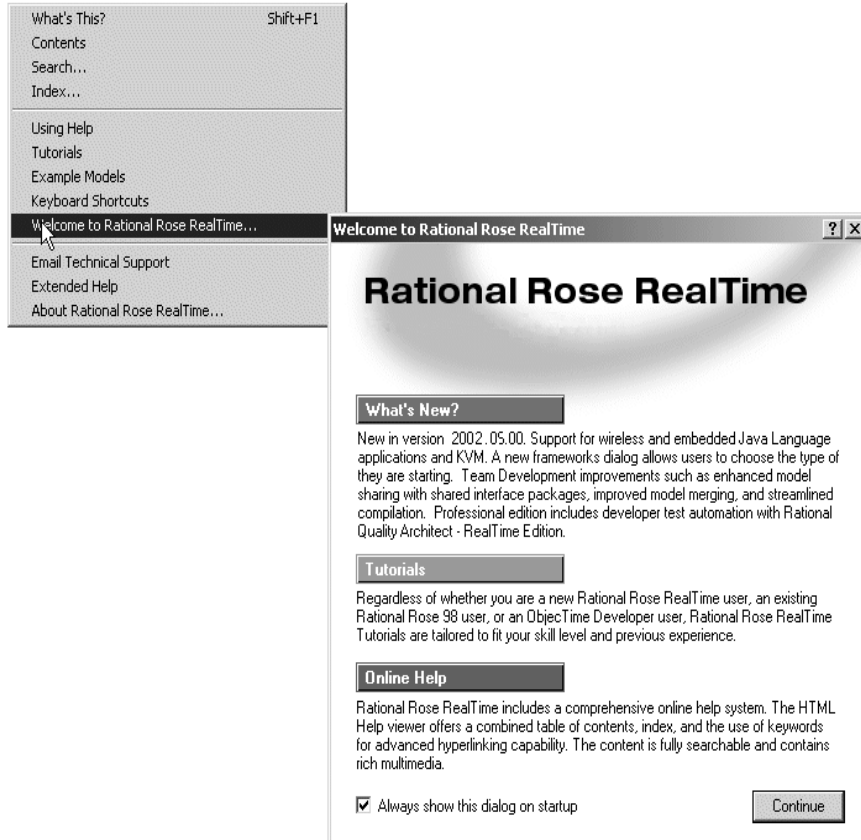 What's This? Shift+F1
Contents
Search...
Index...
Using Help
Tutorials
Example Models
Keyboard Shortcuts
Welcome to Rational Rose RealTime...
Email Technical Support
Extended Help
About Rational Rose RealTime...
Welcome to Rational Rose RealTime
Rational Rose RealTime
What's New?
New in version 2002.05.00. Support for wireless and embedded Java Language
applications and KVM. A new frameworks dialog allows users to choose the type of
they are starting. Team Development improvements such as enhanced model
sharing with shared interface packages, improved model merging, and streamlined
compilation. Professional edition includes developer test automation with Rational
Quality Architect - RealTime Edition.
Tutorials
Regardless of whether you are a new Rational Rose RealTime user, an existing
Rational Rose 98 user, or an ObjecTime Developer user, Rational Rose RealTime
Tutorials are tailored to fit your skill level and previous experience.
Online Help
Rational Rose RealTime includes a comprehensive online help system. The HTML
Help viewer offers a combined table of contents, index, and the use of keywords
for advanced hyperlinking capability. The content is fully searchable and contains
rich multimedia.
Always show this dialog on startup
Continue